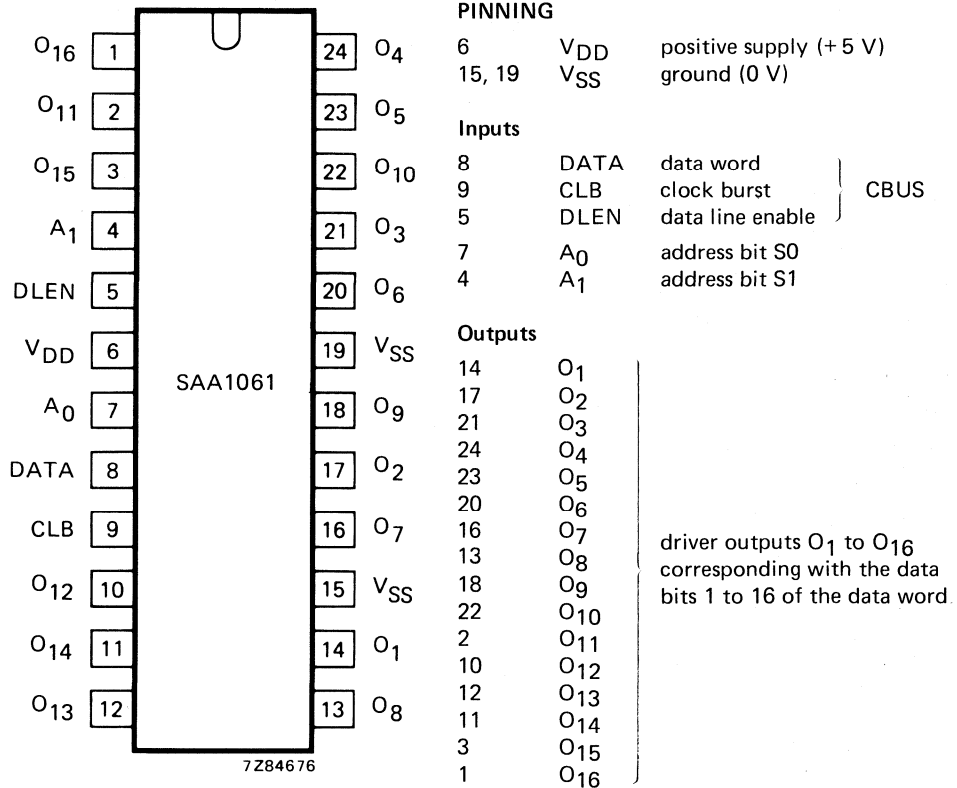 O16 1 24 O4
O11 2 23 O5
O15 3 22 O10
A1 4 21 O3
DLEN 5 20 O6
VDD 6 19 VSS
A0 7 18 O9
DATA 8 17 O2
CLB 9 16 O7
O12 10 15 VSS
O14 11 14 O1
O13 12 13 O8
SAA1061
7Z84676
PINNING
6 VDD positive supply (+ 5 V)
15, 19 VSS ground (0 V)
Inputs
8 DATA data word
9 CLB clock burst
5 DLEN data line enable
CBUS
7 A0 address bit S0
4 A1 address bit S1
Outputs
14 O1
17 O2
21 O3
24 O4
23 O5
20 O6
16 O7
13 O8
18 O9
22 O10
2 O11
10 O12
12 O13
11 O14
3 O15
1 O16
driver outputs O1 to O16
corresponding with the data
bits 1 to 16 of the data word